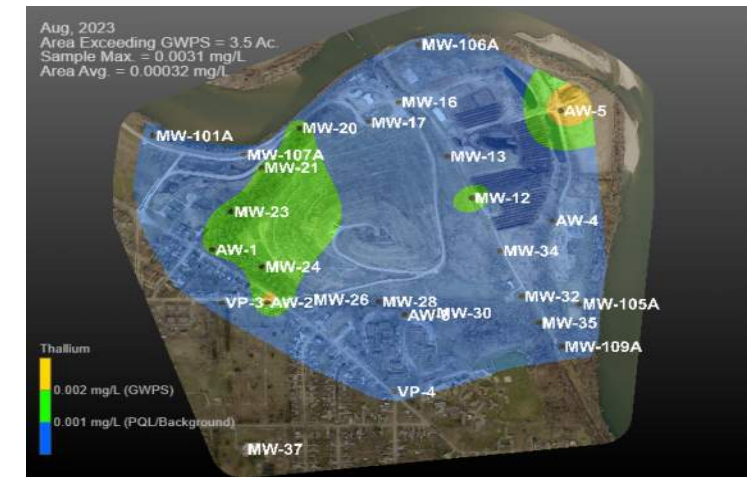 Aug, 2023
Area Exceeding GWPS = 3.5 Ac.
Sample Max. = 0.0031 mg/L
Area Avg. = 0.00032 mg/L
MW-106A
MW-16
AW-5
MW-17
MW-20
MW-101A
MW-107A
MW-13
MW-21
MW-12
MW-23
AW-4
AW-1
MW-34
MW-24
VP-3
AW-2
MW-26
MW-28
MW-32
MW-105A
MW-30
MW-35
MW-109A
Thallium
0.002 mg/L (GWPS)
VP-4
0.001 mg/L (PQL/Background)
MW-37